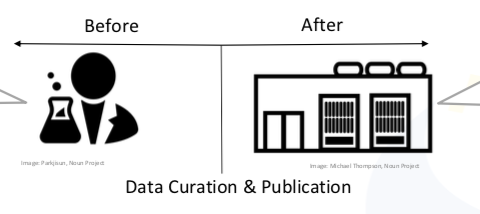 Before
After
Image: Parkjisun, Noun Project
Image: Michael Thompson, Noun Project
Data Curation & Publication